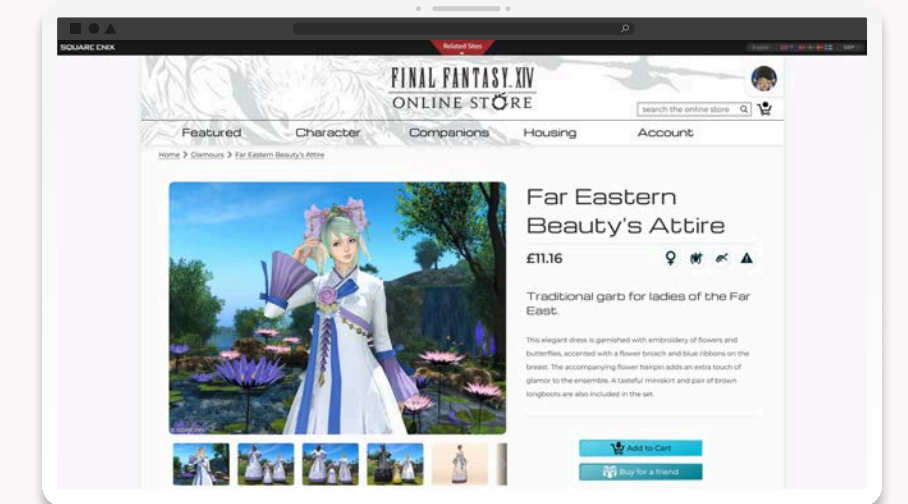 SQUARE ENIX
Related Sites
English
GBP
FINAL FANTASY XIV
ONLINE STORE
search the online store
Featured Character Companions Housing Account
Home > Glamours > Far Eastern Beauty's Attire
Far Eastern
Beauty's Attire
£11.16
Traditional garb for ladies of the Far
East.
This elegant dress is garnished with embroidery of flowers and
butterflies, accented with a flower broach and blue ribbons on the
breast. The accompanying flower hairpin adds an extra touch of
glamor to the ensemble. A tasteful miniskirt and pair of brown
longboots are also included in the set.
© SQUARE ENIX
Add to Cart
Buy for a friend